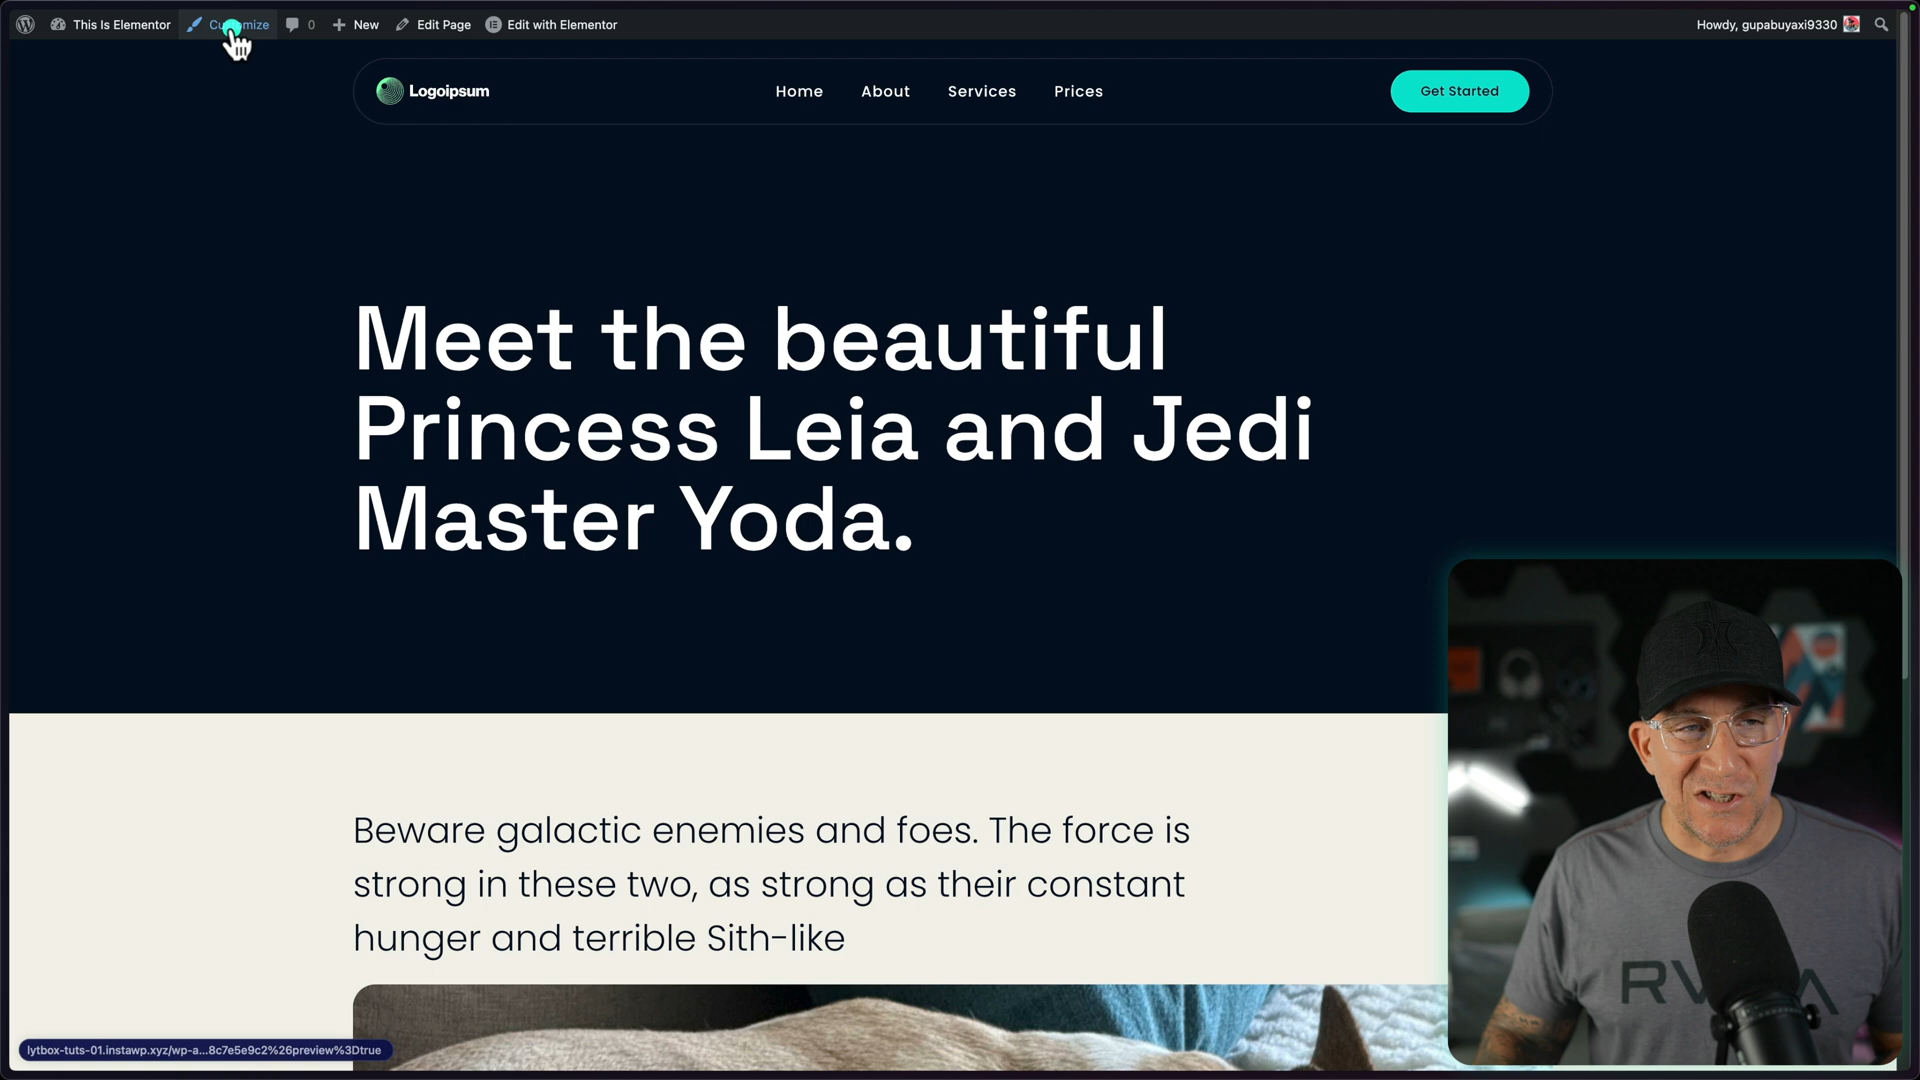 This Is Elementor Customize 0 New Edit Page Edit with Elementor Howdy, gupabuyaxi9330
Logoipsum Home About Services Prices Get Started
Meet the beautiful
Princess Leia and Jedi
Master Yoda.
Beware galactic enemies and foes. The force is
strong in these two, as strong as their constant
hunger and terrible Sith-like
lytbox-tuts-01.instawp.xyz/wp-a...8c7e5e9c2%26preview%3Dtrue